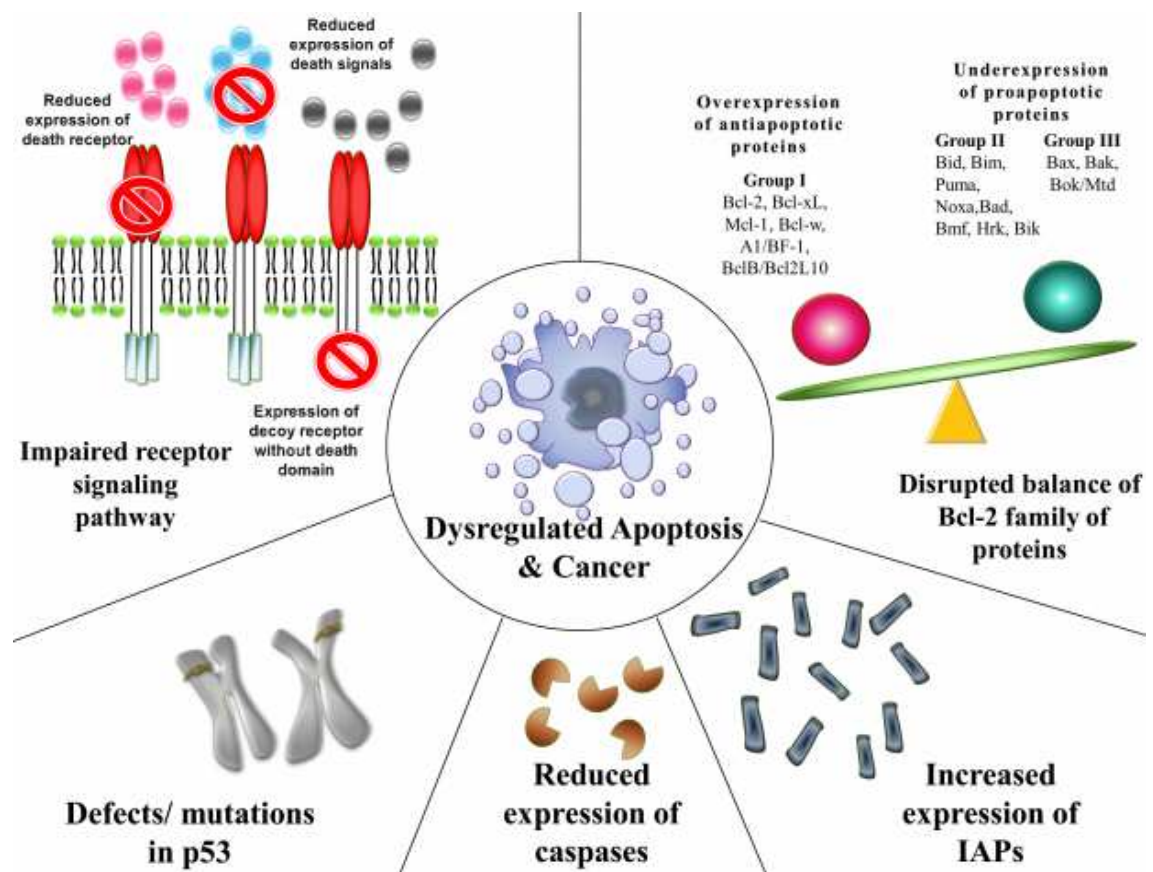 Reduced
expression of
death signals
Reduced
expression of
death receptor
Expression of
decoy receptor
without death
domain
Impaired receptor
signaling
pathway
Overexpression
of antiapoptotic
proteins
Group I
Bcl-2, Bcl-xL,
Mcl-1, Bcl-w,
A1/BF-1,
BclB/Bcl2L10
Underexpression
of proapoptotic
proteins
Group II
Bid, Bim,
Puma,
Noxa,Bad,
Bmf, Hrk, Bik
Group III
Bax, Bak,
Bok/Mtd
Disrupted balance of
Bcl-2 family of
proteins
Dysregulated Apoptosis
& Cancer
Defects/ mutations
in p53
Reduced
expression of
caspases
Increased
expression of
IAPs